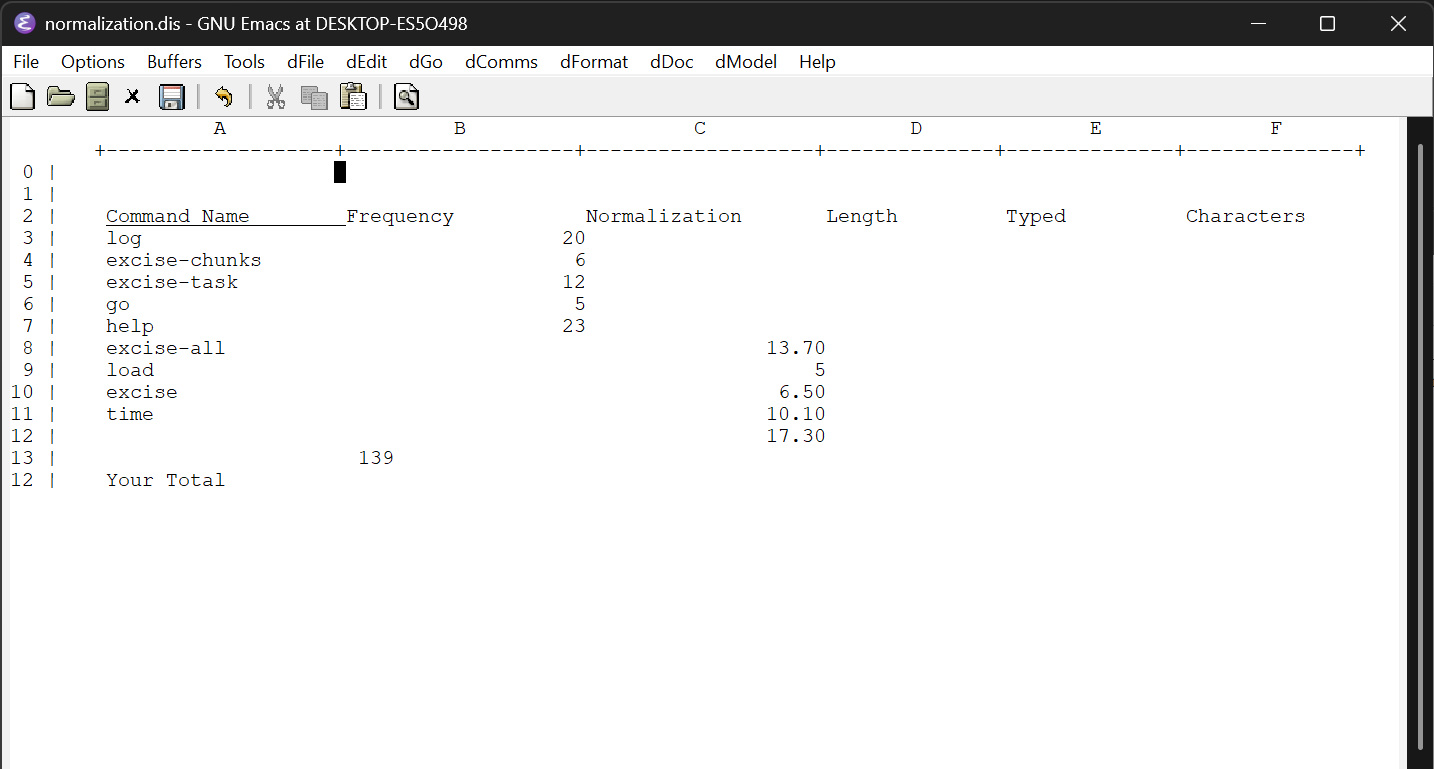 normalization.dis - GNU Emacs at DESKTOP-ES5O498
File Options Buffers Tools dFile dEdit dGo dComms dFormat dDoc dModel Help
A B C D E F
+-------------------+-------------------+-------------------+--------------+--------------+--------------+
0 |
1 |
2 | Command Name Frequency Normalization Length Typed Characters
3 | log 20
4 | excise-chunks 6
5 | excise-task 12
6 | go 5
7 | help 23
8 | excise-all 13.70
9 | load 5
10 | excise 6.50
11 | time 10.10
12 | 17.30
13 | 139
12 | Your Total